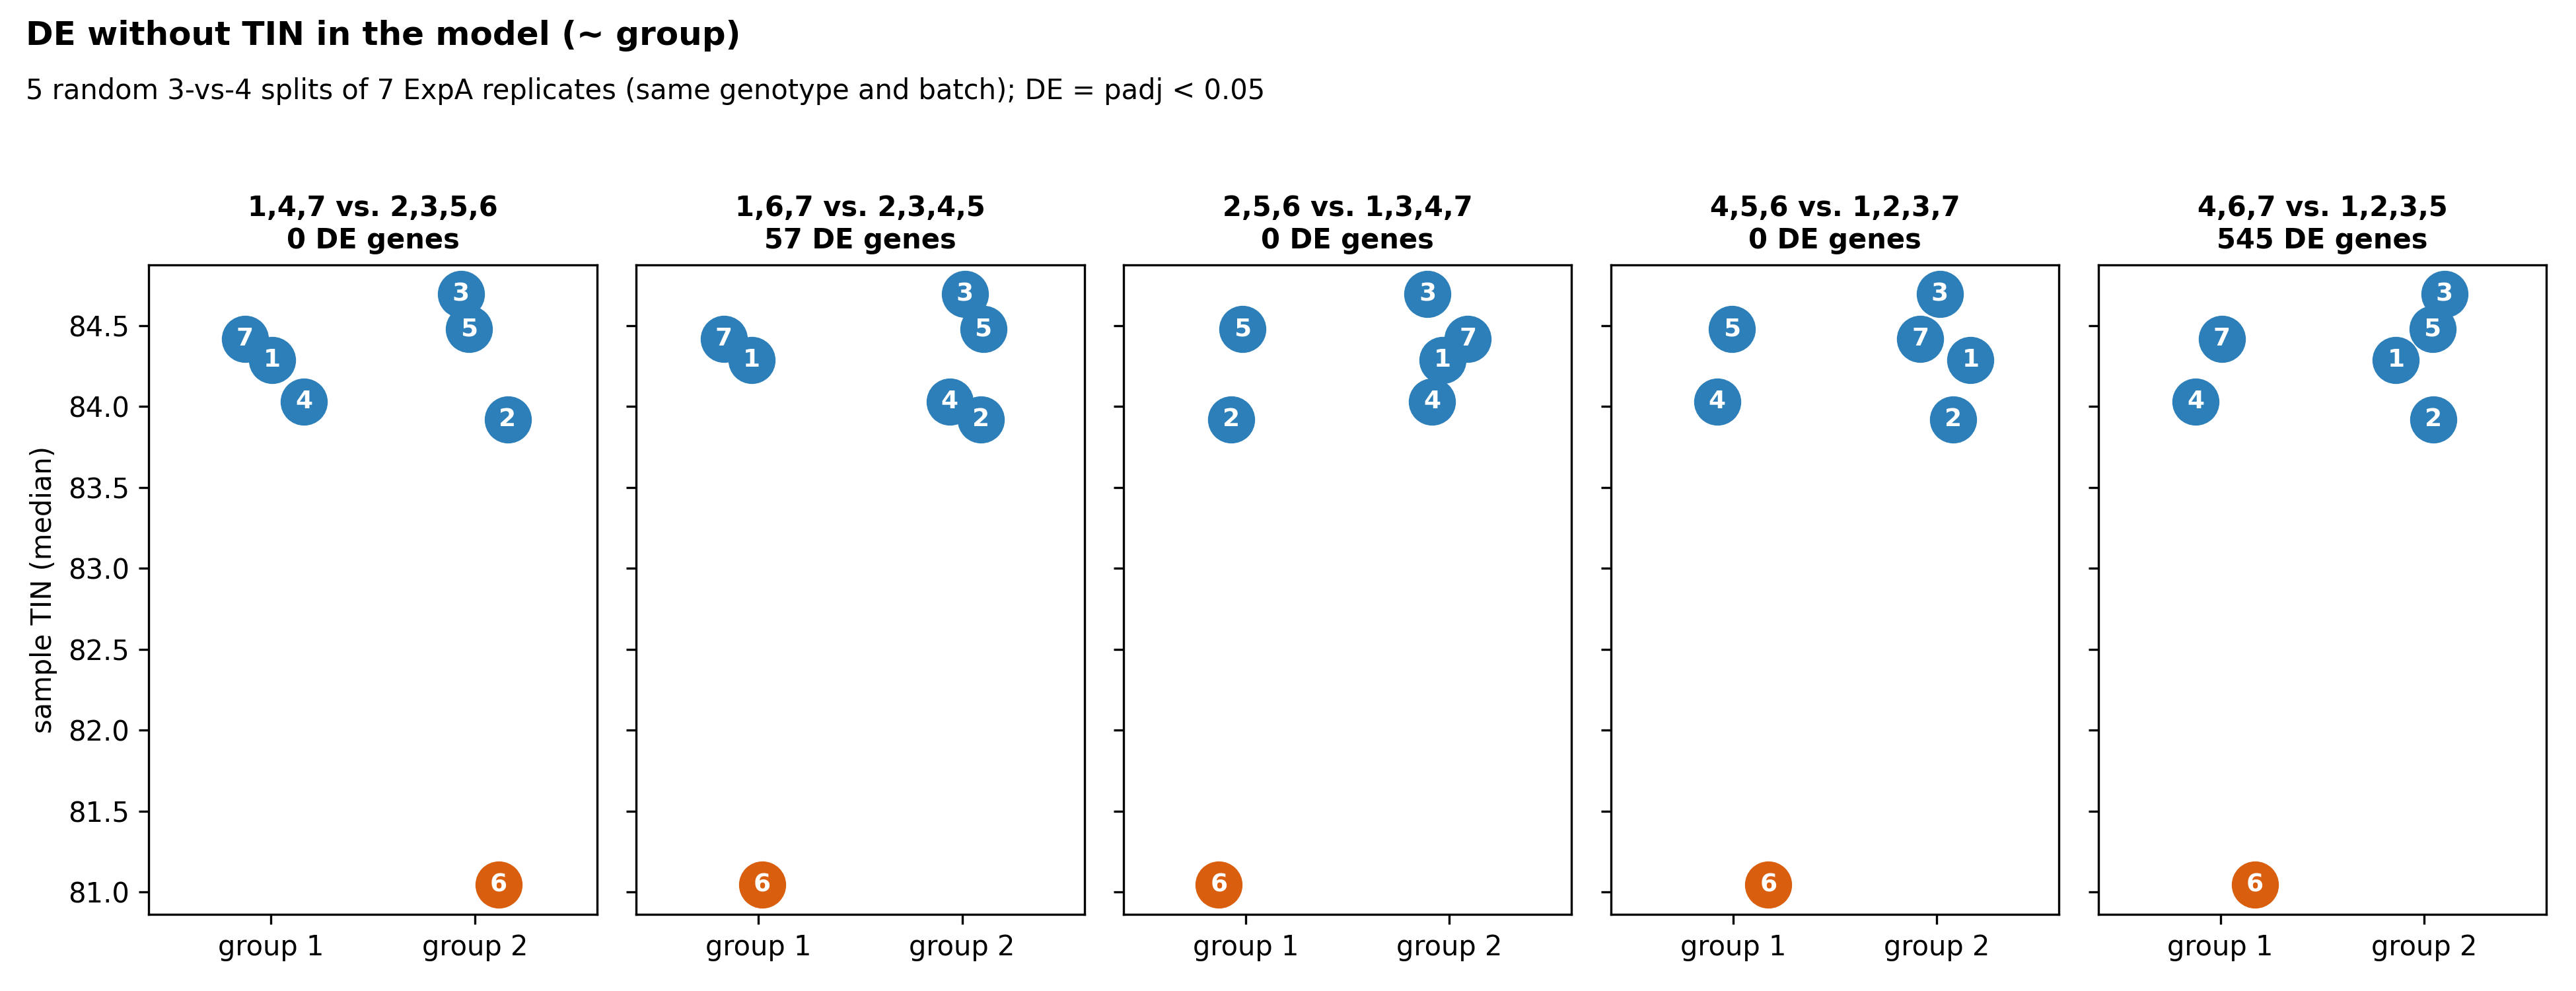 DE without TIN in the model (~ group)
5 random 3-vs-4 splits of 7 ExpA replicates (same genotype and batch); DE = padj < 0.05
1,4,7 vs. 2,3,5,6
0 DE genes
1,6,7 vs. 2,3,4,5
57 DE genes
2,5,6 vs. 1,3,4,7
0 DE genes
4,5,6 vs. 1,2,3,7
0 DE genes
4,6,7 vs. 1,2,3,5
545 DE genes
sample TIN (median)
84.5
84.0
83.5
83.0
82.5
82.0
81.5
81.0
7
1
4
3
5
2
6
group 1
group 2
7
1
6
3
5
4
2
group 1
group 2
5
2
6
3
7
1
4
group 1
group 2
5
4
6
3
7
1
2
group 1
group 2
7
4
6
3
5
1
2
group 1
group 2